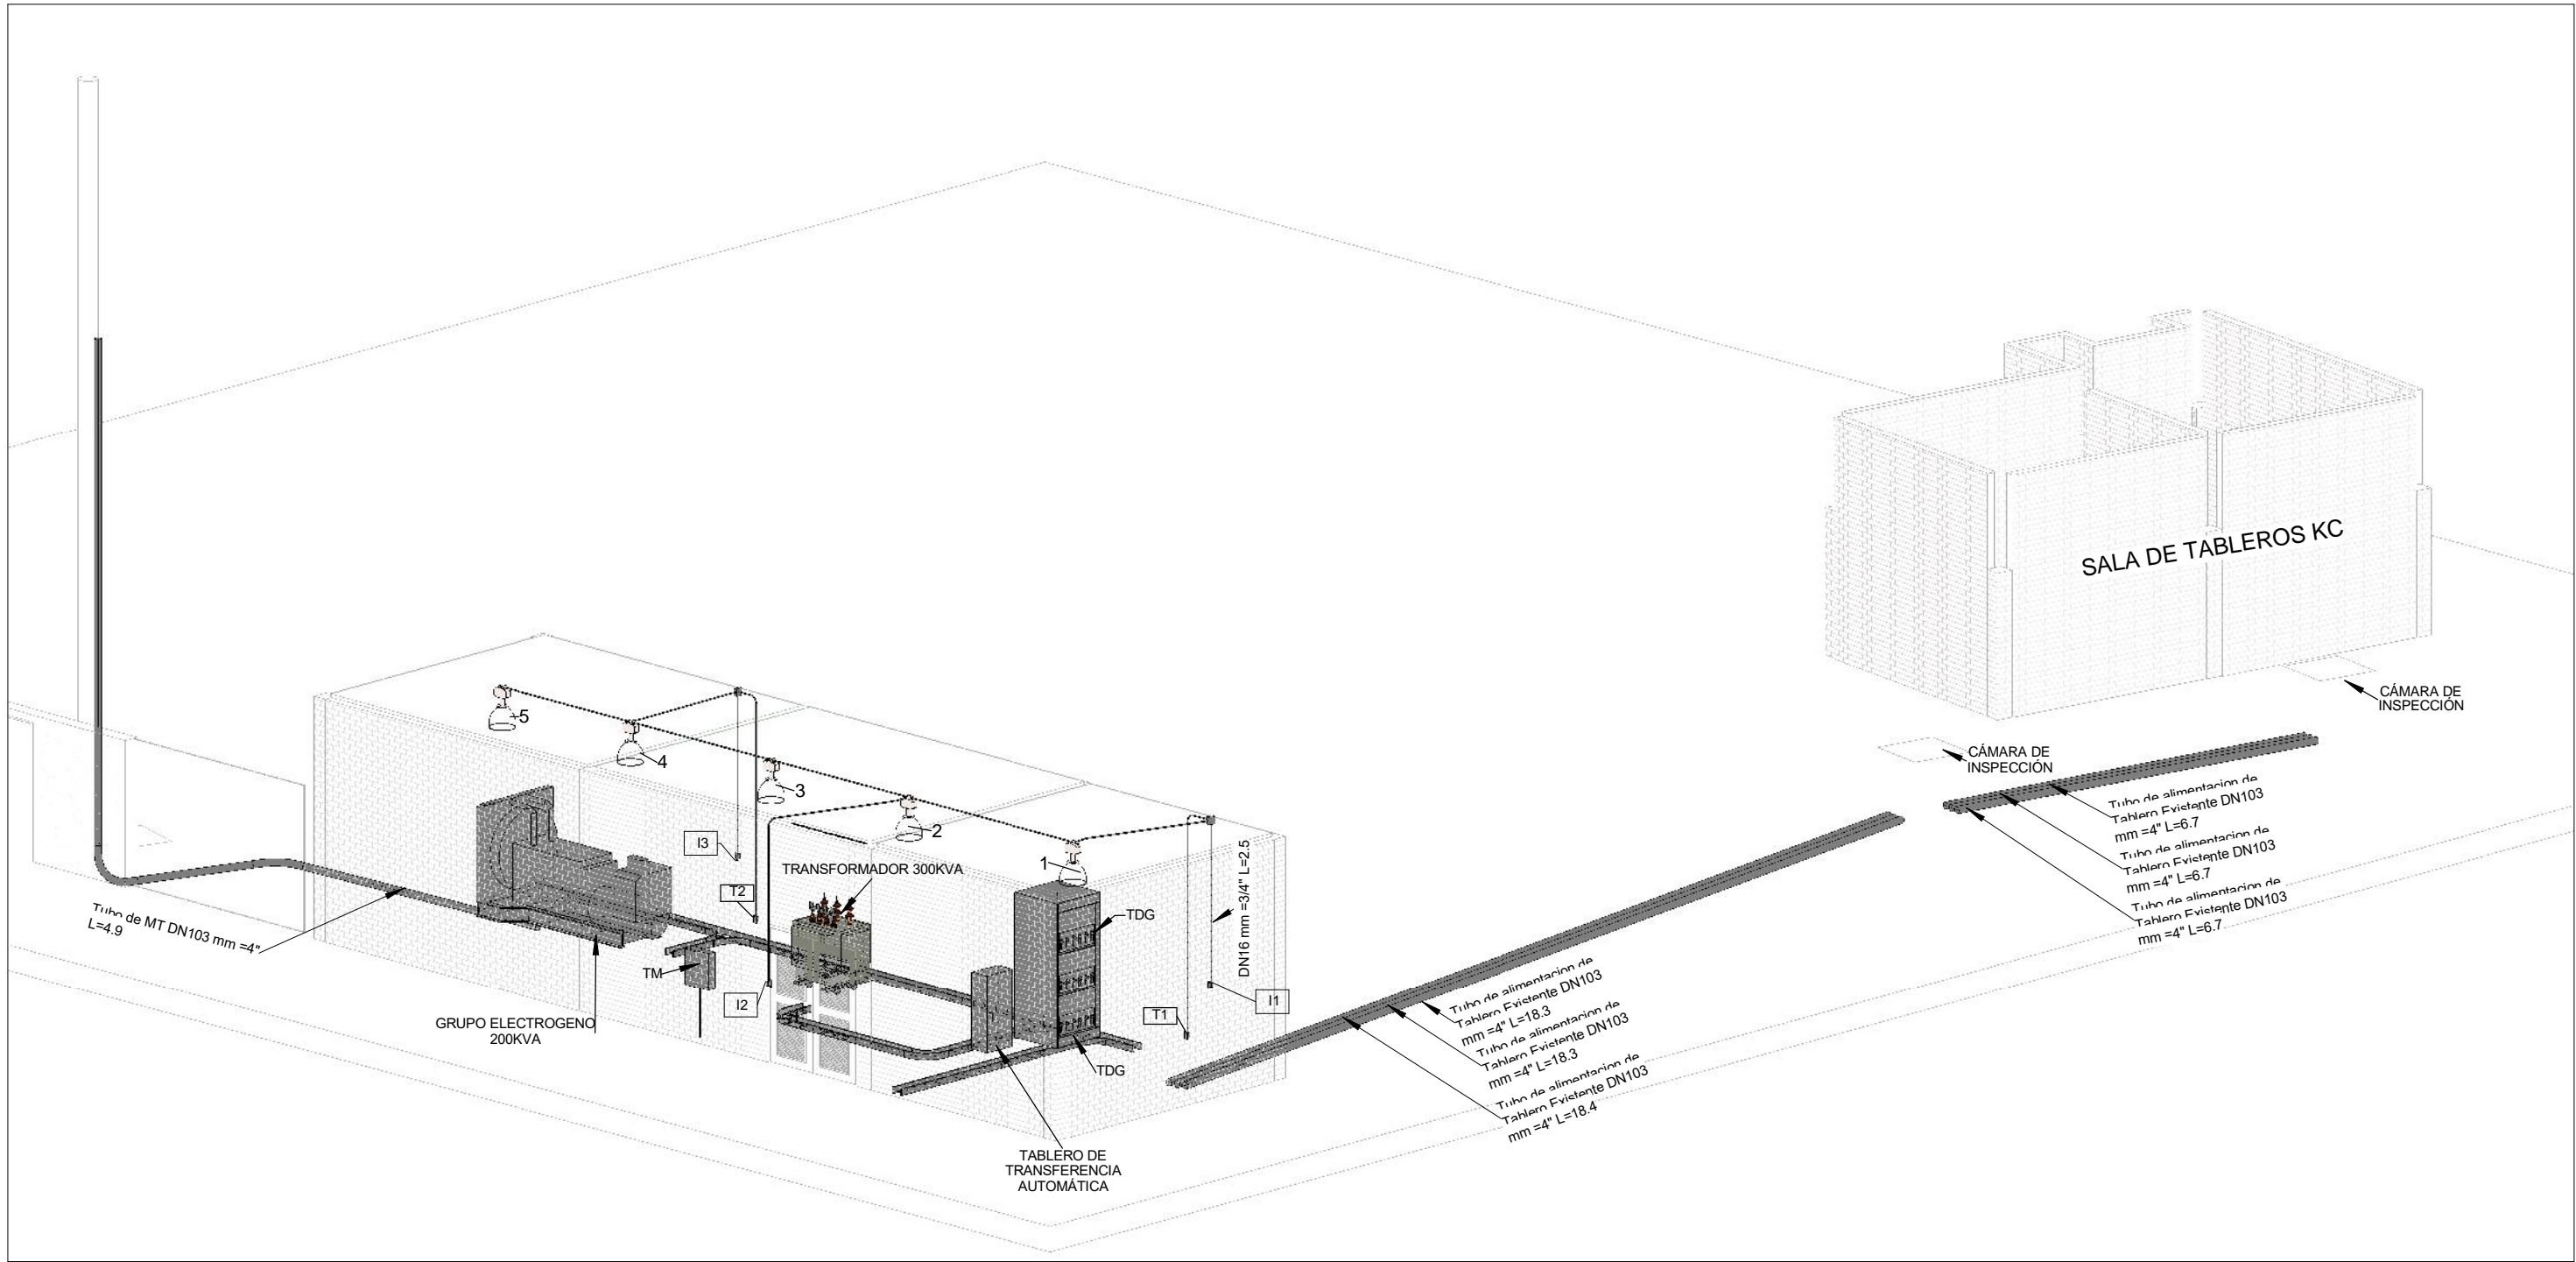 SALA DE TABLEROS KC
CÁMARA DE
INSPECCIÓN
CÁMARA DE
INSPECCIÓN
5
4
3
2
1
I3
T2
I2
T1
I1
TRANSFORMADOR 300KVA
DN16 mm =3/4" L=2.5
TDG
TDG
TM
Tubo de MT DN103 mm =4"
L=4.9
GRUPO ELECTROGENO
200KVA
TABLERO DE
TRANSFERENCIA
AUTOMÁTICA
Tubo de alimentacion de
Tablero Existente DN103
mm =4" L=6.7
Tubo de alimentacion de
Tablero Existente DN103
mm =4" L=6.7
Tubo de alimentacion de
Tablero Existente DN103
mm =4" L=6.7
Tubo de alimentacion de
Tablero Existente DN103
mm =4" L=18.3
Tubo de alimentacion de
Tablero Existente DN103
mm =4" L=18.3
Tubo de alimentacion de
Tablero Existente DN103
mm =4" L=18.4